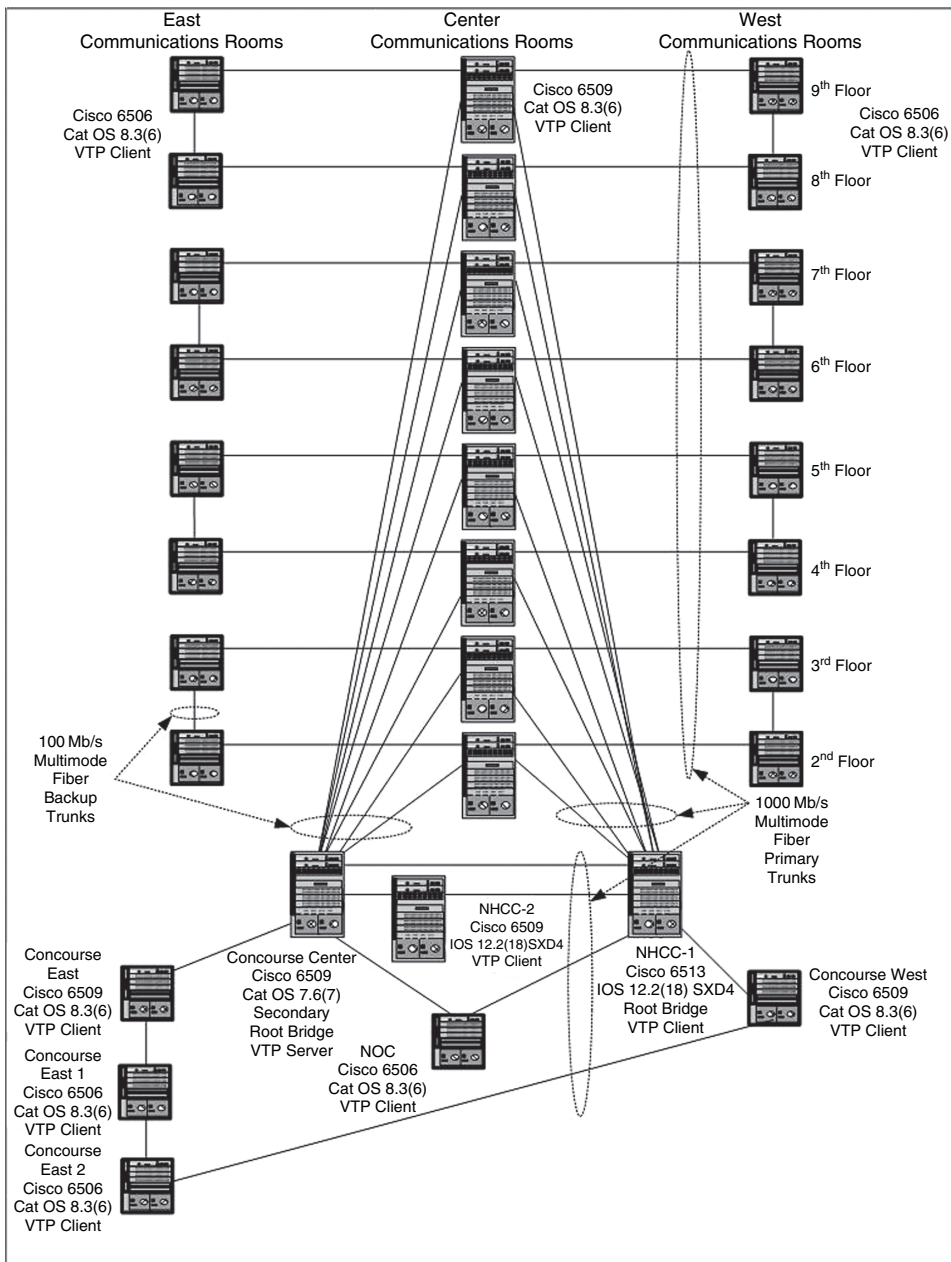 East
Communications Rooms
Center
Communications Rooms
West
Communications Rooms
Cisco 6506
Cat OS 8.3(6)
VTP Client
Cisco 6509
Cat OS 8.3(6)
VTP Client
9th Floor
Cisco 6506
Cat OS 8.3(6)
VTP Client
8th Floor
7th Floor
6th Floor
5th Floor
4th Floor
3rd Floor
2nd Floor
100 Mb/s
Multimode
Fiber
Backup
Trunks
1000 Mb/s
Multimode
Fiber
Primary
Trunks
NHCC-2
Cisco 6509
IOS 12.2(18)SXD4
VTP Client
Concourse Center
Cisco 6509
Cat OS 7.6(7)
Secondary
Root Bridge
VTP Server
NHCC-1
Cisco 6513
IOS 12.2(18) SXD4
Root Bridge
VTP Client
Concourse
East
Cisco 6509
Cat OS 8.3(6)
VTP Client
Concourse West
Cisco 6509
Cat OS 8.3(6)
VTP Client
NOC
Cisco 6506
Cat OS 8.3(6)
VTP Client
Concourse
East 1
Cisco 6506
Cat OS 8.3(6)
VTP Client
Concourse
East 2
Cisco 6506
Cat OS 8.3(6)
VTP Client